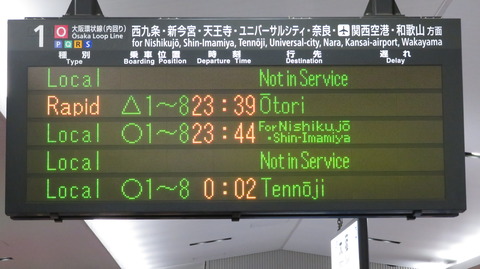 1 O 大阪環状線(内回り) 西九条・新今宮・天王寺・ユニバーサルシティ・奈良・関西空港・和歌山 方面
Osaka Loop Line
P Q R S for Nishikujō, Shin-Imamiya, Tennōji, Universal-city, Nara, Kansai-airport, Wakayama
種別 乗車位置 時刻 行先 遅れ
Type Boarding Position Departure Time Destination Delay
Local Not in Service
Rapid △1~8 23:39 Ōtori
Local ○1~8 23:44 For Nishikujō
・Shin-Imamiya
Local Not in Service
Local ○1~8 0:02 Tennōji